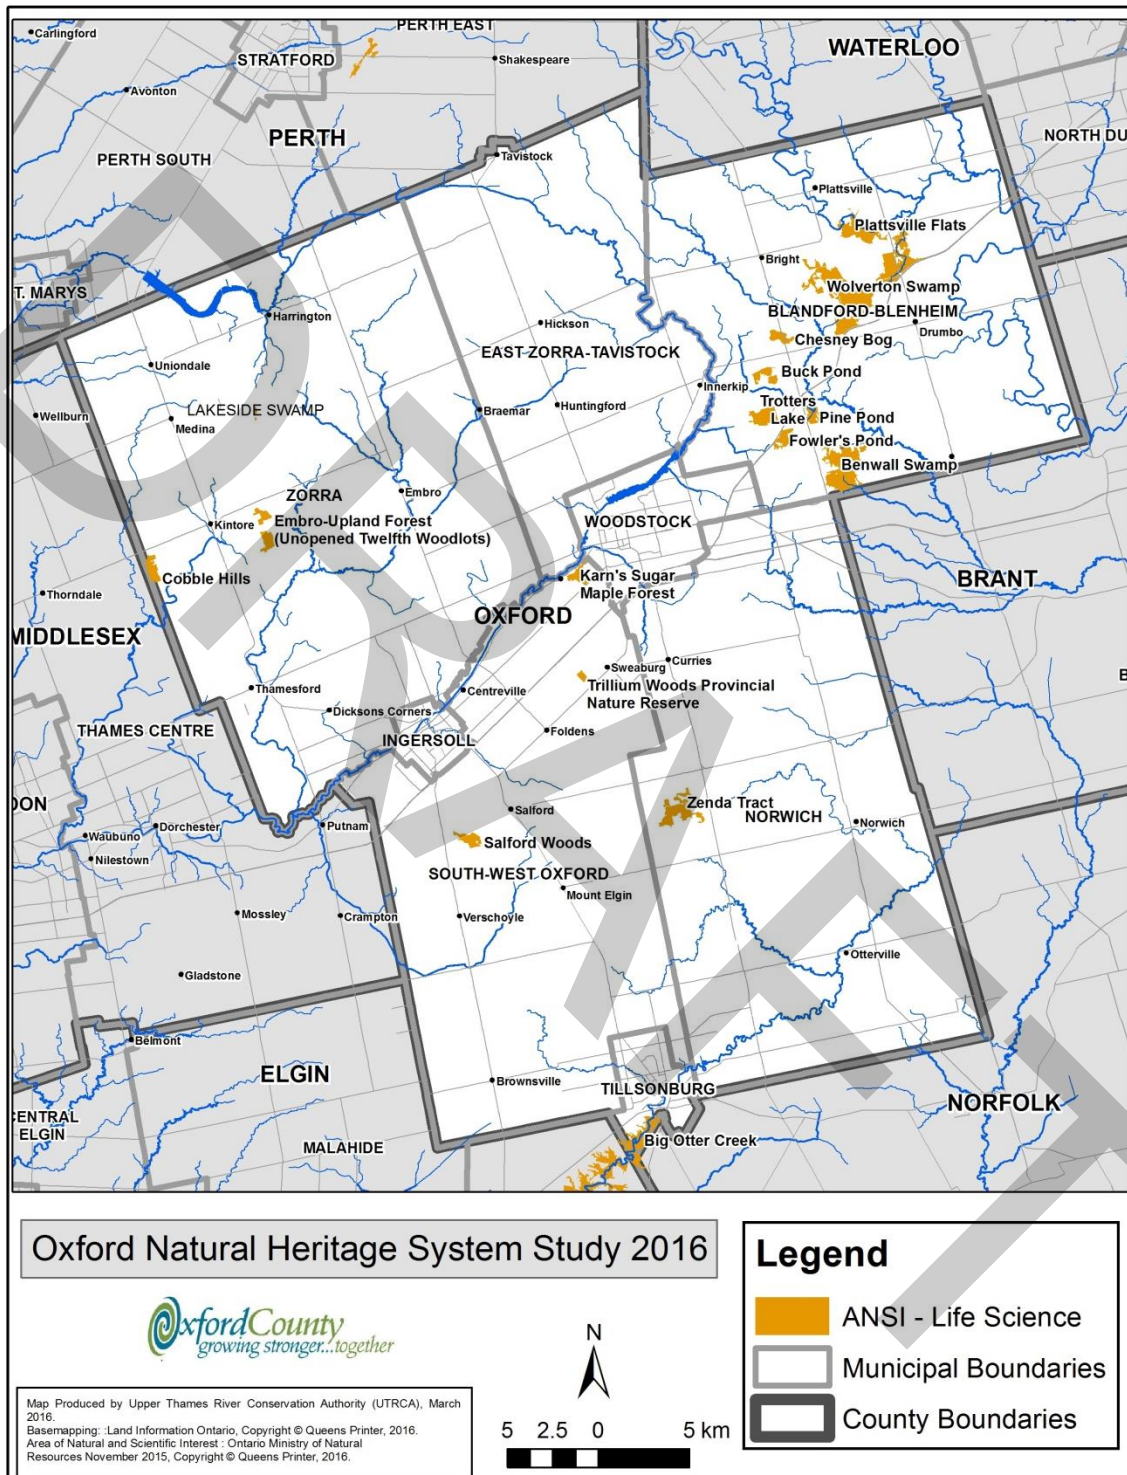 Carlingford
PERTH EAST
STRATFORD
Shakespeare
WATERLOO
Avonton
PERTH
NORTH DU
PERTH SOUTH
Tavistock
Plattsville
Plattsville Flats
Bright
T. MARYS
Wolverton Swamp
BLANDFORD-BLENHEIM
Harrington
Hickson
Drumbo
Chesney Bog
EAST ZORRA-TAVISTOCK
Uniondale
Buck Pond
Innerkip
Wellburn
LAKESIDE SWAMP
Medina
Braemar
Huntingford
Trotters
Lake
Pine Pond
Fowler's Pond
Benwall Swamp
ZORRA
Embro
Kintore
Embro-Upland Forest
(Unopened Twelfth Woodlots)
WOODSTOCK
Cobble Hills
Karn's Sugar
Maple Forest
BRANT
Thorndale
OXFORD
MIDDLESEX
Sweaburg
Curries
B
Thamesford
Centreville
Trillium Woods Provincial
Nature Reserve
Dicksons Corners
THAMES CENTRE
Foldens
INGERSOLL
DON
Zenda Tract
NORWICH
Salford
Norwich
Putnam
Dorchester
Waubuno
Nilestown
Salford Woods
SOUTH-WEST OXFORD
Mount Elgin
Mossley
Crampton
Verschoyle
Otterville
Gladstone
Belmont
ELGIN
Brownsville
TILLSONBURG
NORFOLK
CENTRAL
ELGIN
MALAHIDE
Big Otter Creek
DRAFT
Oxford Natural Heritage System Study 2016
OxfordCounty
growing stronger...together
Map Produced by Upper Thames River Conservation Authority (UTRCA), March
2016.
Basemapping: :Land Information Ontario, Copyright © Queens Printer, 2016.
Area of Natural and Scientific Interest : Ontario Ministry of Natural
Resources November 2015, Copyright © Queens Printer, 2016.
N
5 2.5 0 5 km
Legend
ANSI - Life Science
Municipal Boundaries
County Boundaries